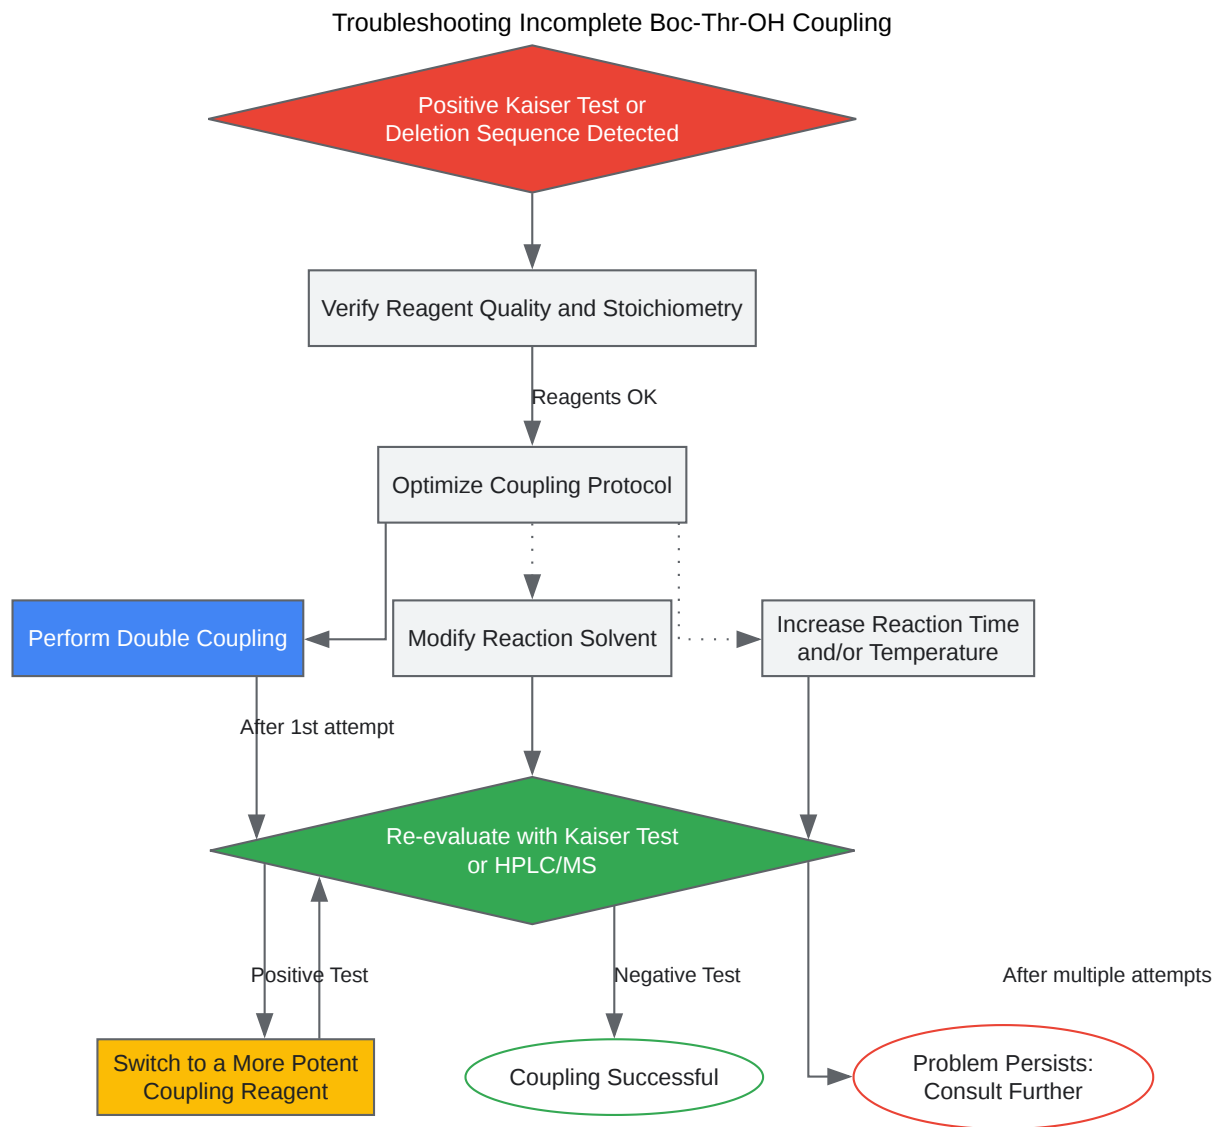 Troubleshooting Incomplete Boc-Thr-OH Coupling
Positive Kaiser Test or
Deletion Sequence Detected
Verify Reagent Quality and Stoichiometry
Reagents OK
Optimize Coupling Protocol
Perform Double Coupling
Modify Reaction Solvent
Increase Reaction Time
and/or Temperature
After 1st attempt
Re-evaluate with Kaiser Test
or HPLC/MS
Positive Test
Negative Test
After multiple attempts
Switch to a More Potent
Coupling Reagent
Coupling Successful
Problem Persists:
Consult Further